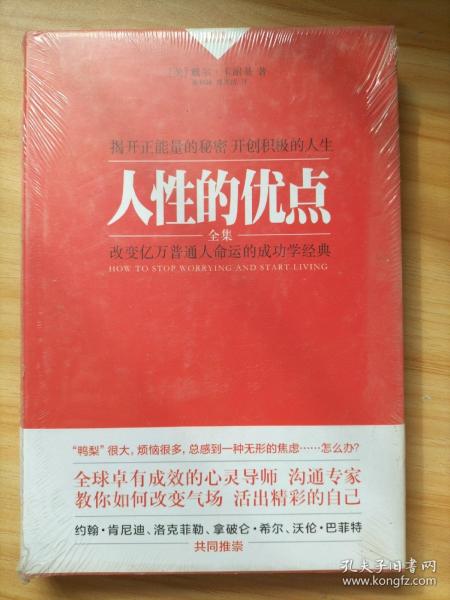 [美] 戴尔·卡耐基 著
揭开正能量的秘密 开创积极的人生
人性的优点
全集
改变亿万普通人命运的成功学经典
HOW TO STOP WORRYING AND START LIVING
“鸭梨”很大，烦恼很多，总感到一种无形的焦虑……怎么办？
全球卓有成效的心灵导师 沟通专家
教你如何改变气场 活出精彩的自己
约翰·肯尼迪、洛克菲勒、拿破仑·希尔、沃伦·巴菲特
共同推崇
孔夫子旧书网
www.kongfz.com